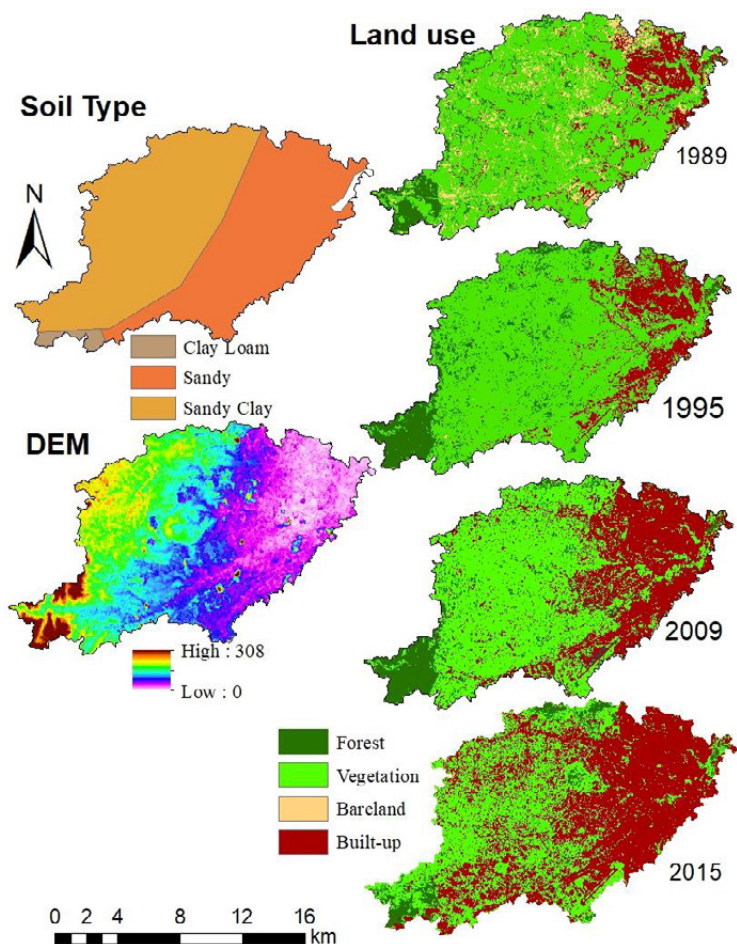 Land use
Soil Type
1989
N
Clay Loam
Sandy
Sandy Clay
1995
DEM
High : 308
Low : 0
2009
Forest
Vegetation
Bareland
Built-up
2015
0 2 4 8 12 16
km